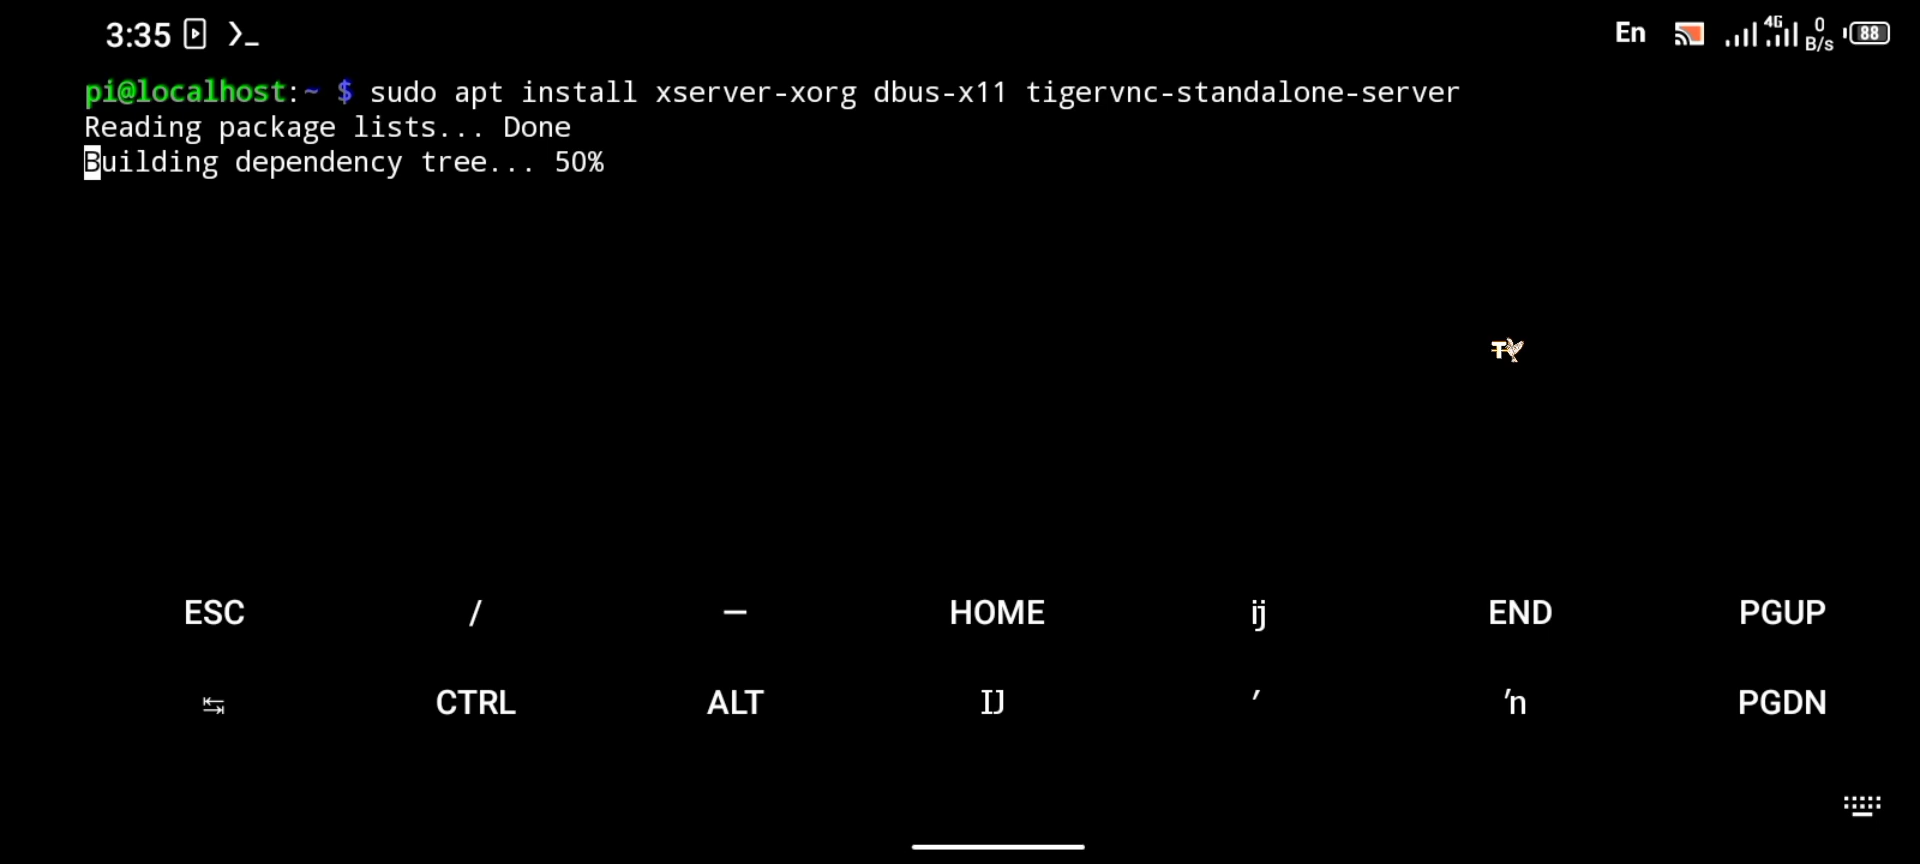 3:35
En
4G
0
B/s
88
pi@localhost:~ $ sudo apt install xserver-xorg dbus-x11 tigervnc-standalone-server
Reading package lists... Done
Building dependency tree... 50%
ESC / — HOME ĳ END PGUP
↹ CTRL ALT Ĳ ′ ŉ PGDN